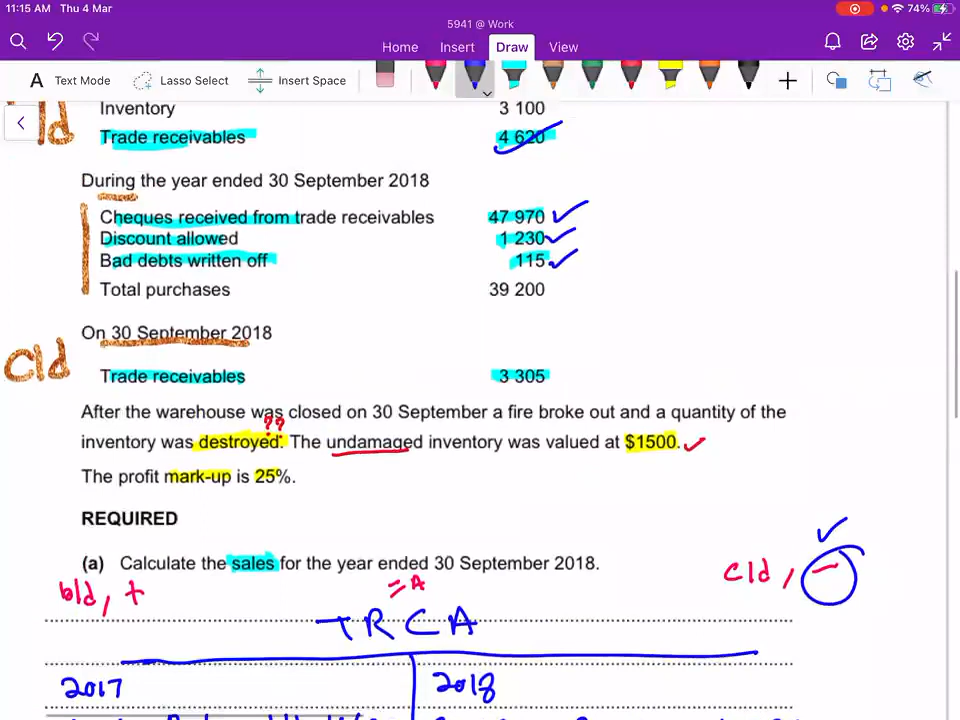 11:15 AM Thu 4 Mar 74%
5941 @ Work
Home Insert Draw View
A Text Mode Lasso Select Insert Space
ld
Inventory 3 100
Trade receivables 4 620
During the year ended 30 September 2018
Cheques received from trade receivables 47 970
Discount allowed 1 230
Bad debts written off 115
Total purchases 39 200
On 30 September 2018
Cld
Trade receivables 3 305
After the warehouse was closed on 30 September a fire broke out and a quantity of the
??
inventory was destroyed. The undamaged inventory was valued at $1500.
The profit mark-up is 25%.
REQUIRED
(a) Calculate the sales for the year ended 30 September 2018.
bld, + = A cld, -
TRCA
2017 2018